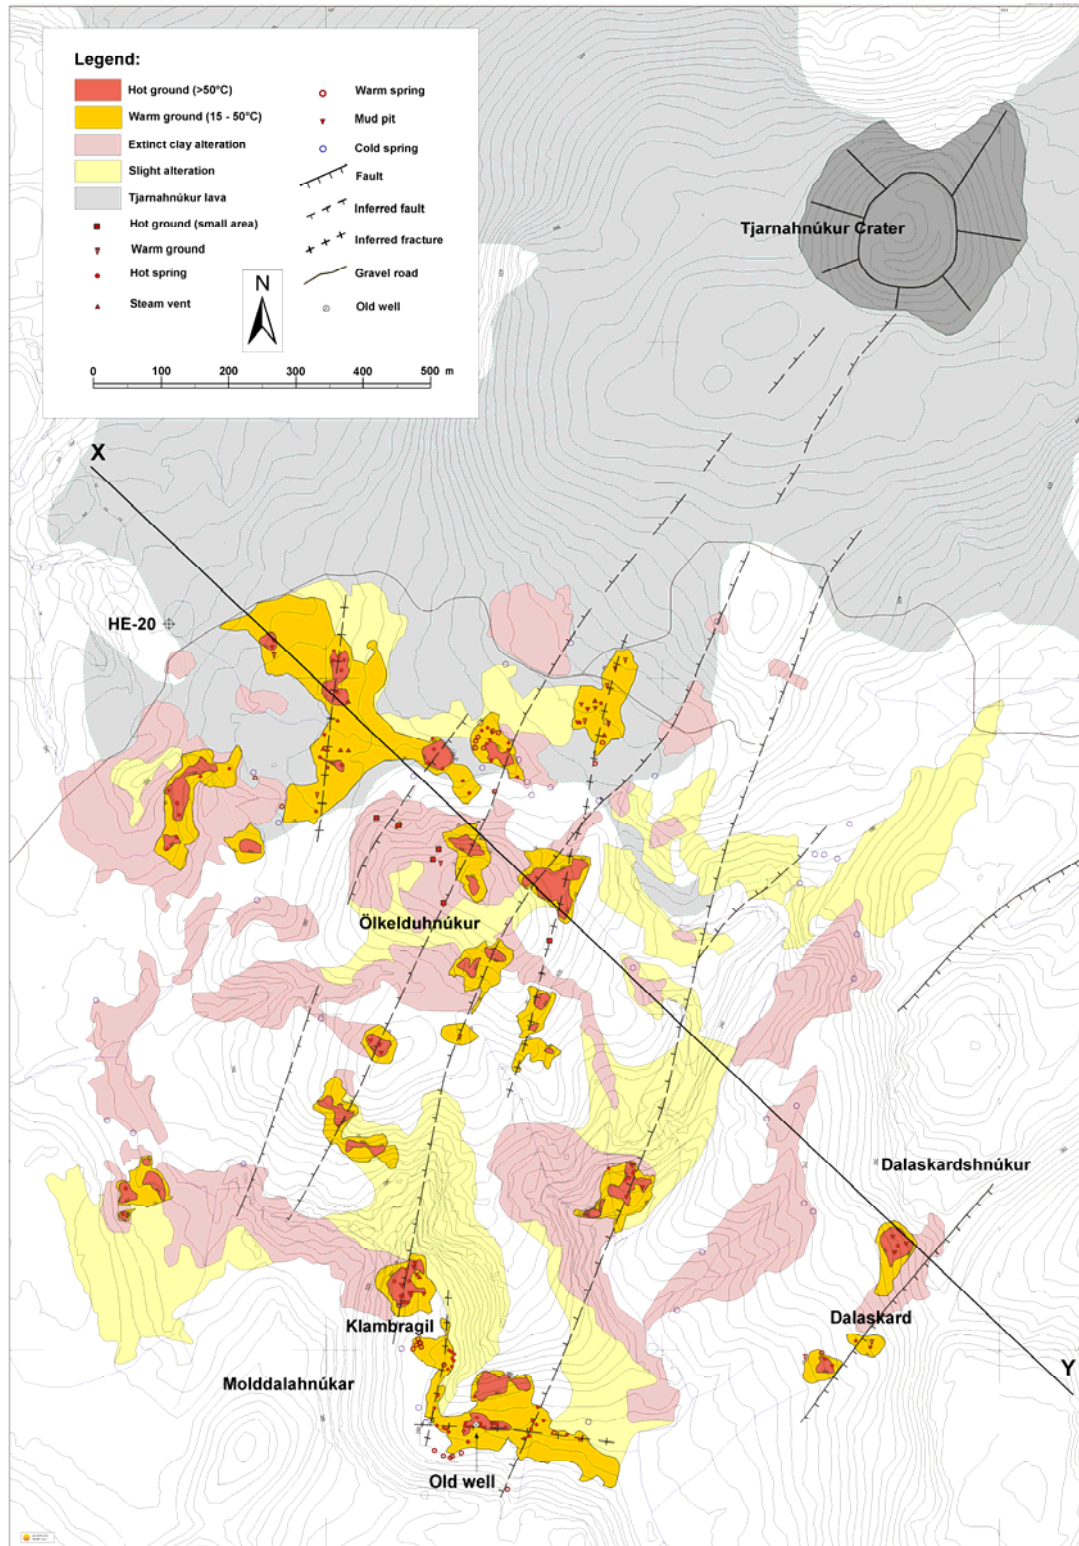 Legend:
Hot ground (>50°C)
Warm ground (15 - 50°C)
Extinct clay alteration
Slight alteration
Tjarnahnúkur lava
Hot ground (small area)
Warm ground
Hot spring
Steam vent
Warm spring
Mud pit
Cold spring
Fault
Inferred fault
Inferred fracture
Gravel road
Old well
N
0 100 200 300 400 500 m
Tjarnahnúkur Crater
X
HE-20
Ölkelduhnúkur
Dalaskardshnúkur
Dalaskard
Klambragil
Y
Molddalahnúkar
Old well